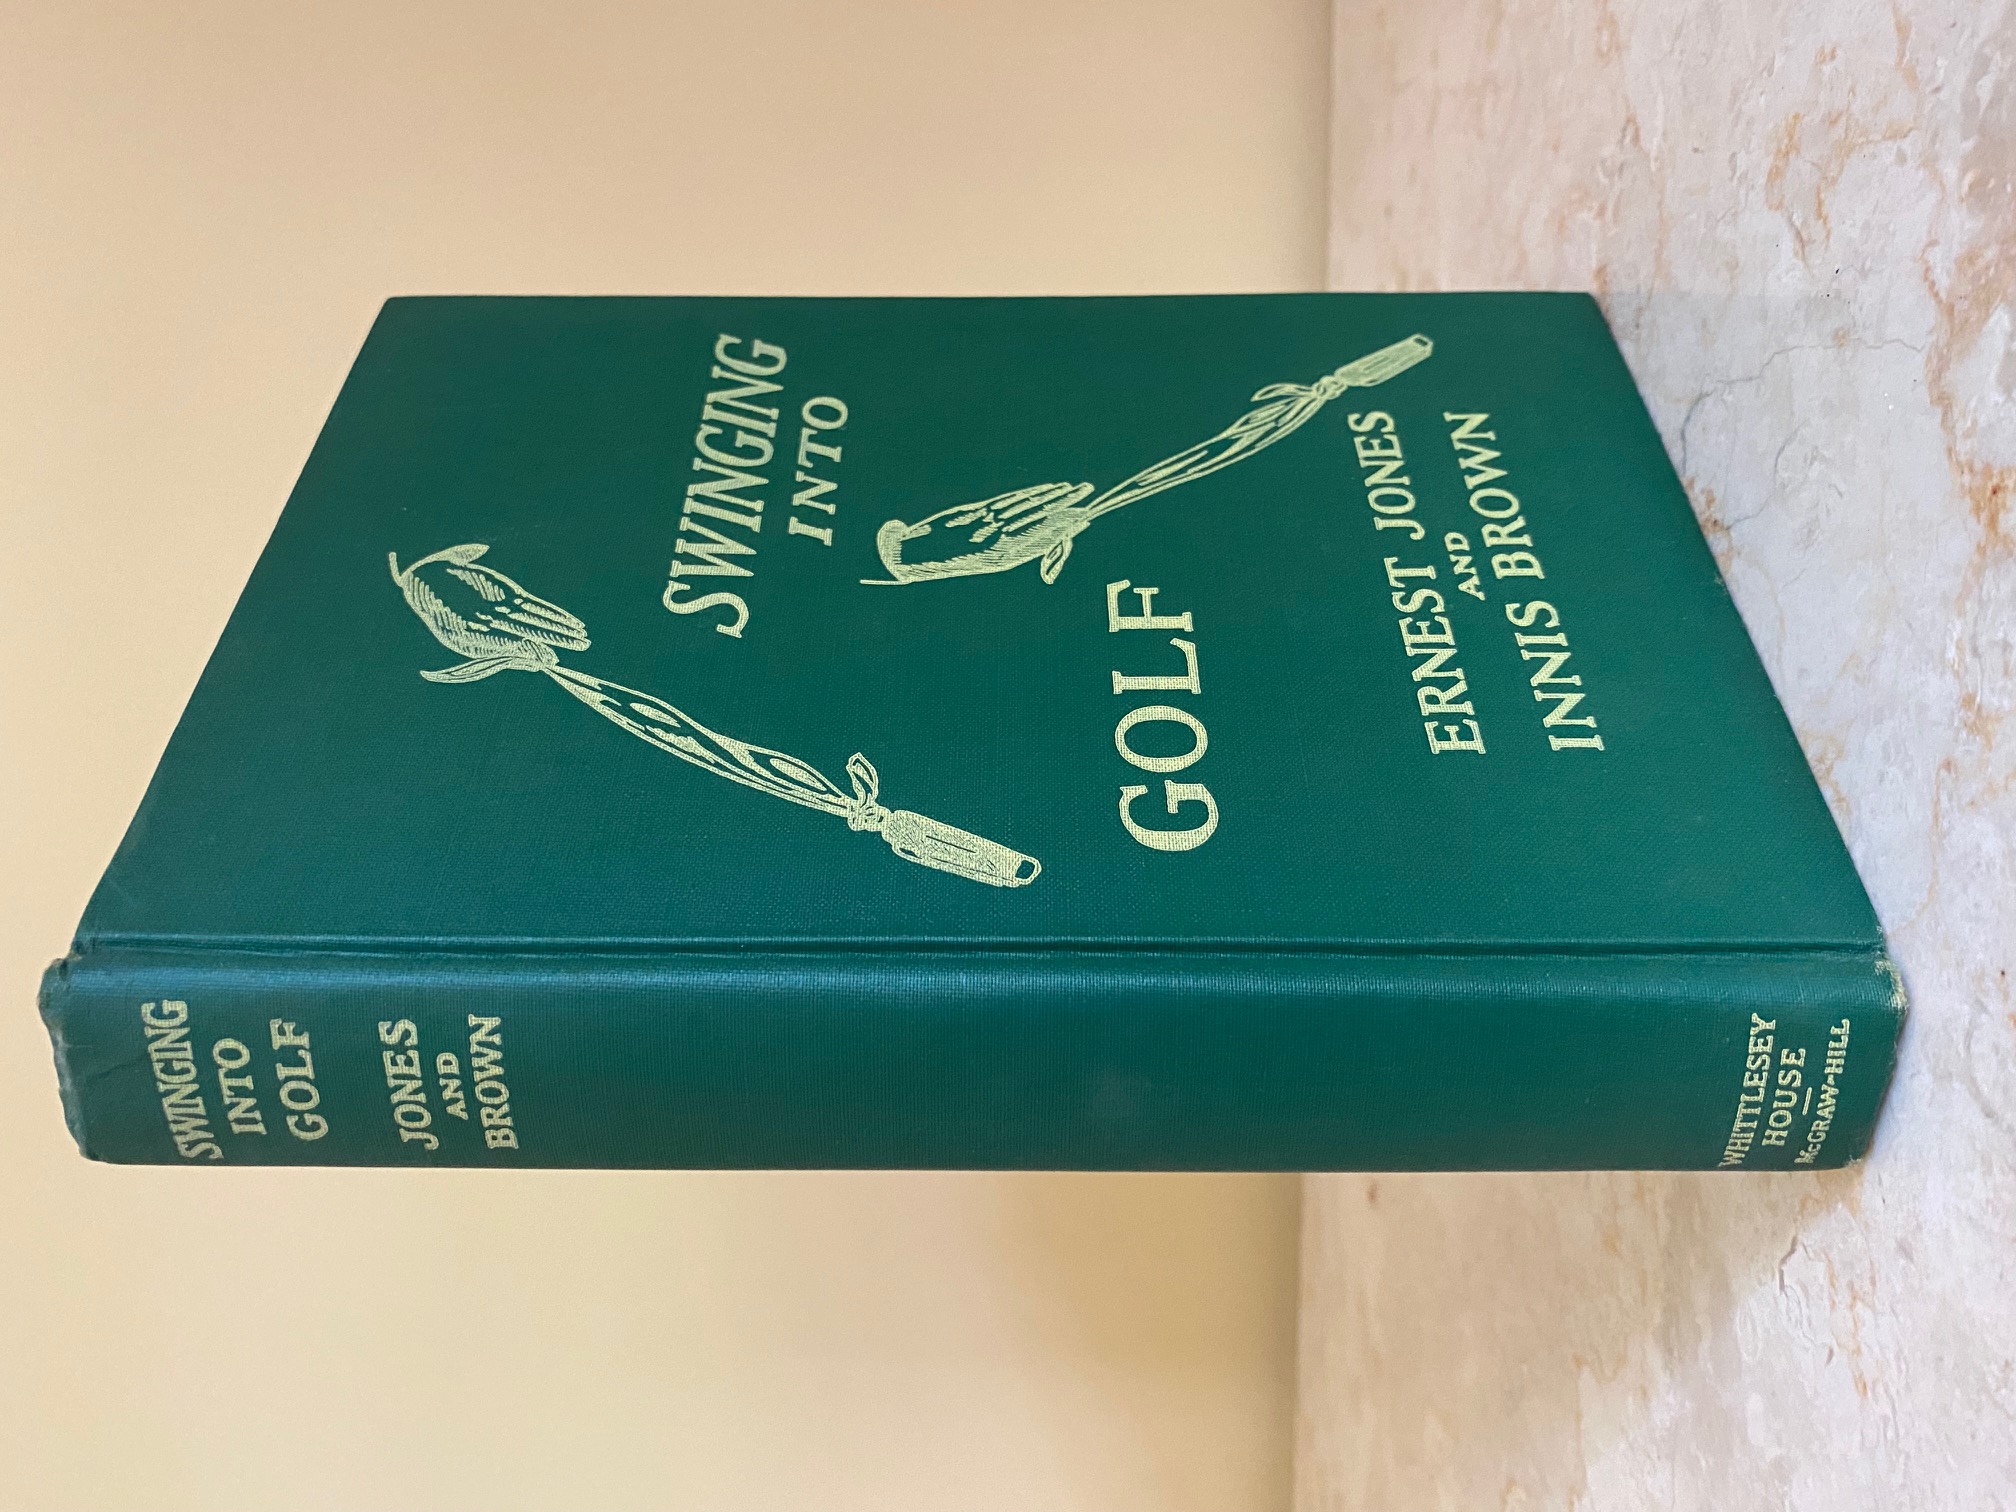 SWINGING
INTO
GOLF
ERNEST JONES
AND
INNIS BROWN
SWINGING
INTO
GOLF
JONES
AND
BROWN
WHITTLESEY
HOUSE
McGRAW-HILL